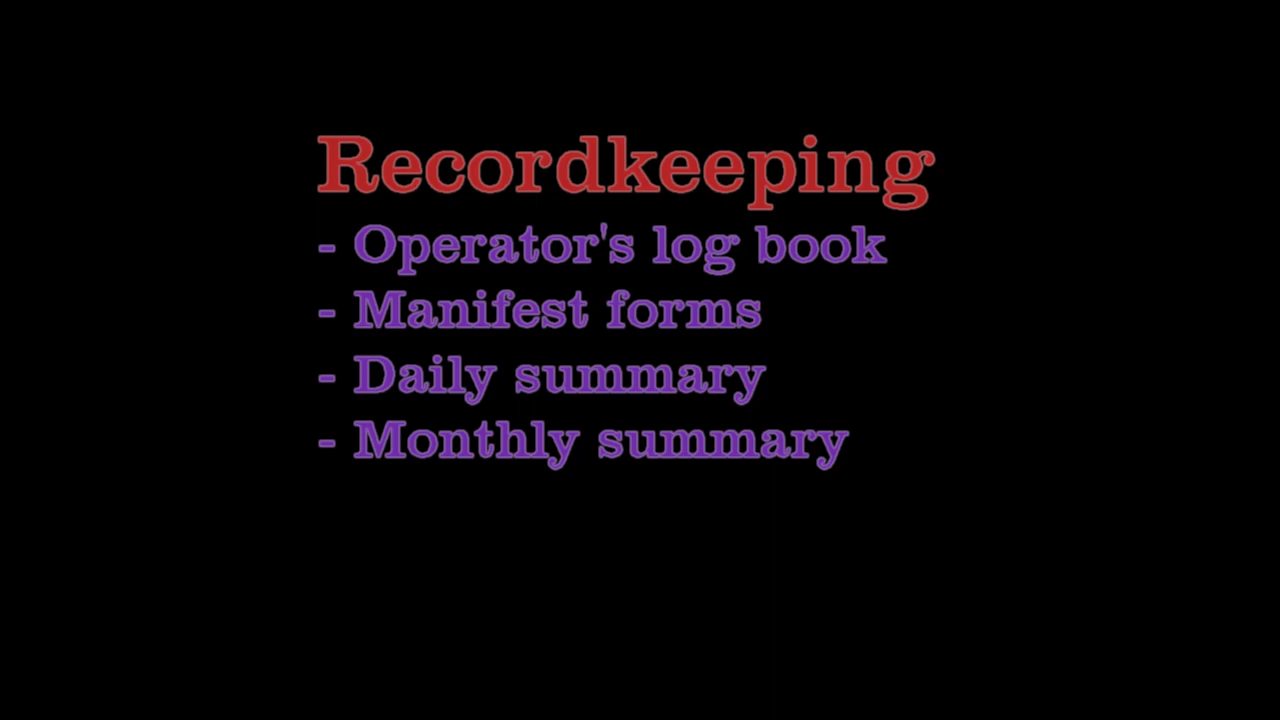 Recordkeeping
- Operator's log book
- Manifest forms
- Daily summary
- Monthly summary